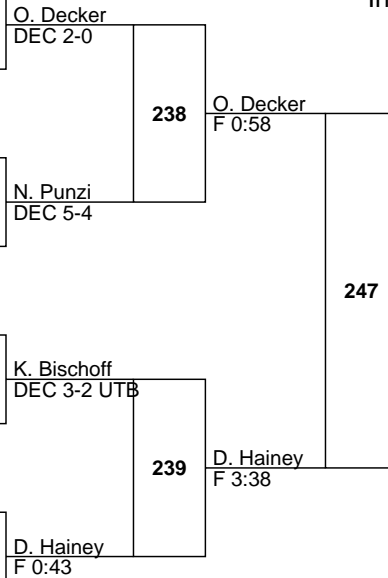 O. Decker
DEC 2-0
238
O. Decker
F 0:58
N. Punzi
DEC 5-4
247
K. Bischoff
DEC 3-2 UTB
239
D. Hainey
F 3:38
D. Hainey
F 0:43